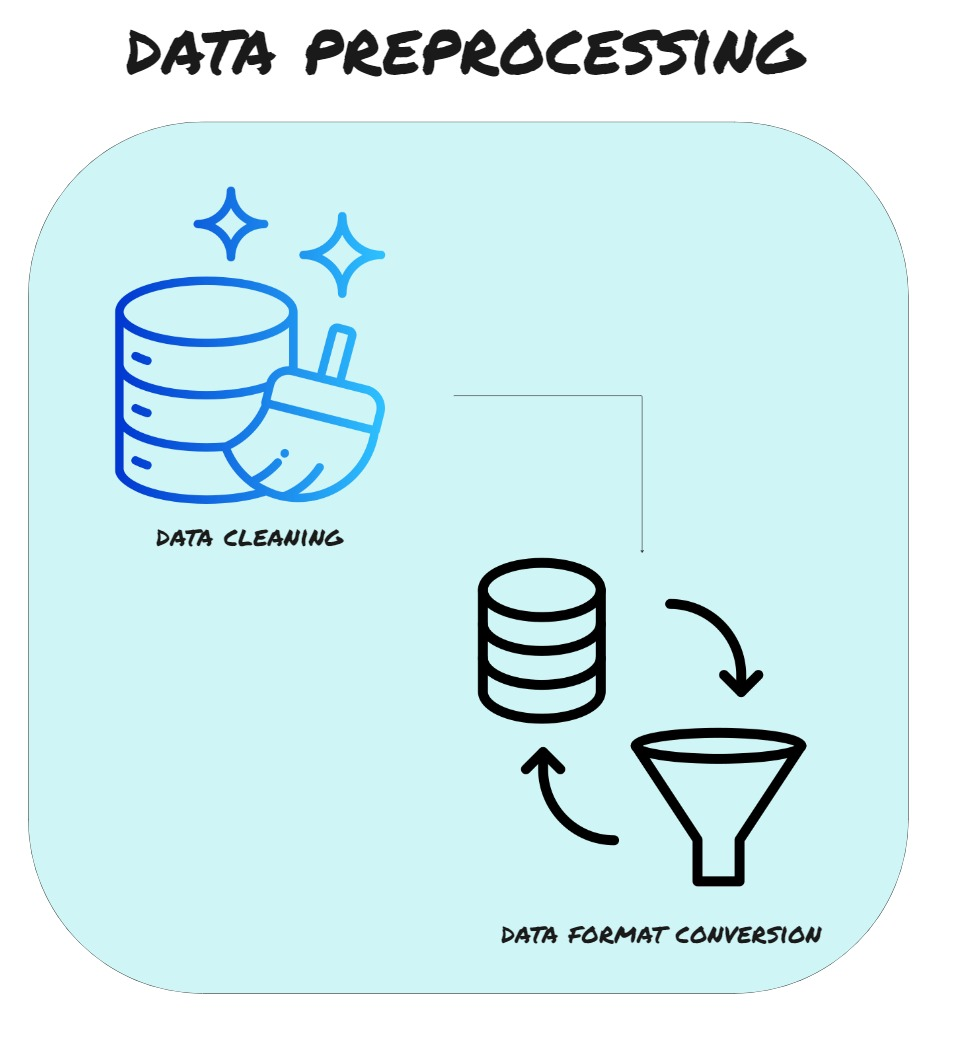 DATA PREPROCESSING
DATA CLEANING
DATA FORMAT CONVERSION